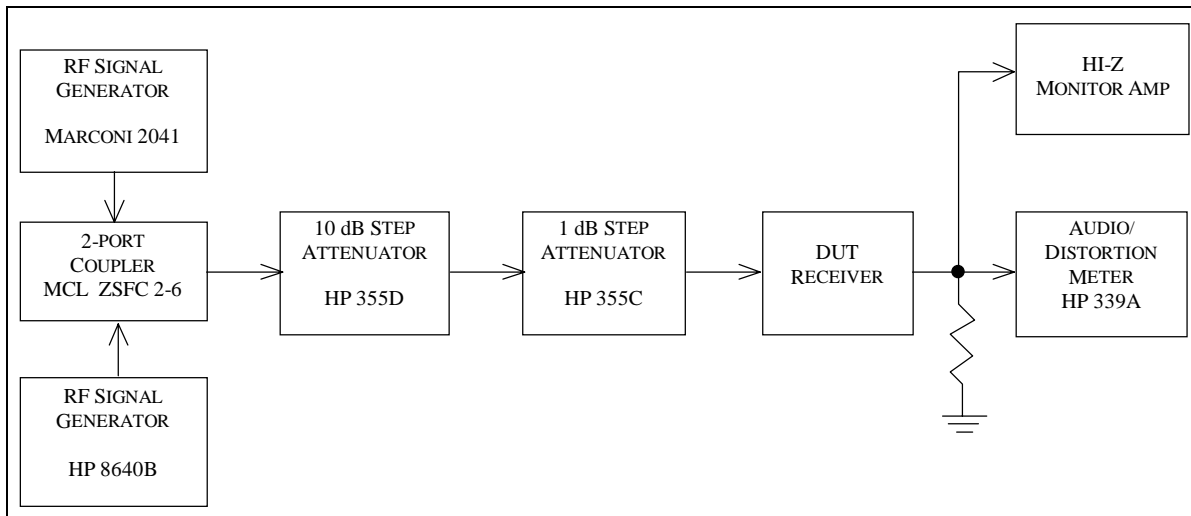 RF SIGNAL
GENERATOR
MARCONI 2041
2-PORT
COUPLER
MCL ZSFC 2-6
RF SIGNAL
GENERATOR
HP 8640B
10 dB STEP
ATTENUATOR
HP 355D
1 dB STEP
ATTENUATOR
HP 355C
DUT
RECEIVER
HI-Z
MONITOR AMP
AUDIO/
DISTORTION
METER
HP 339A